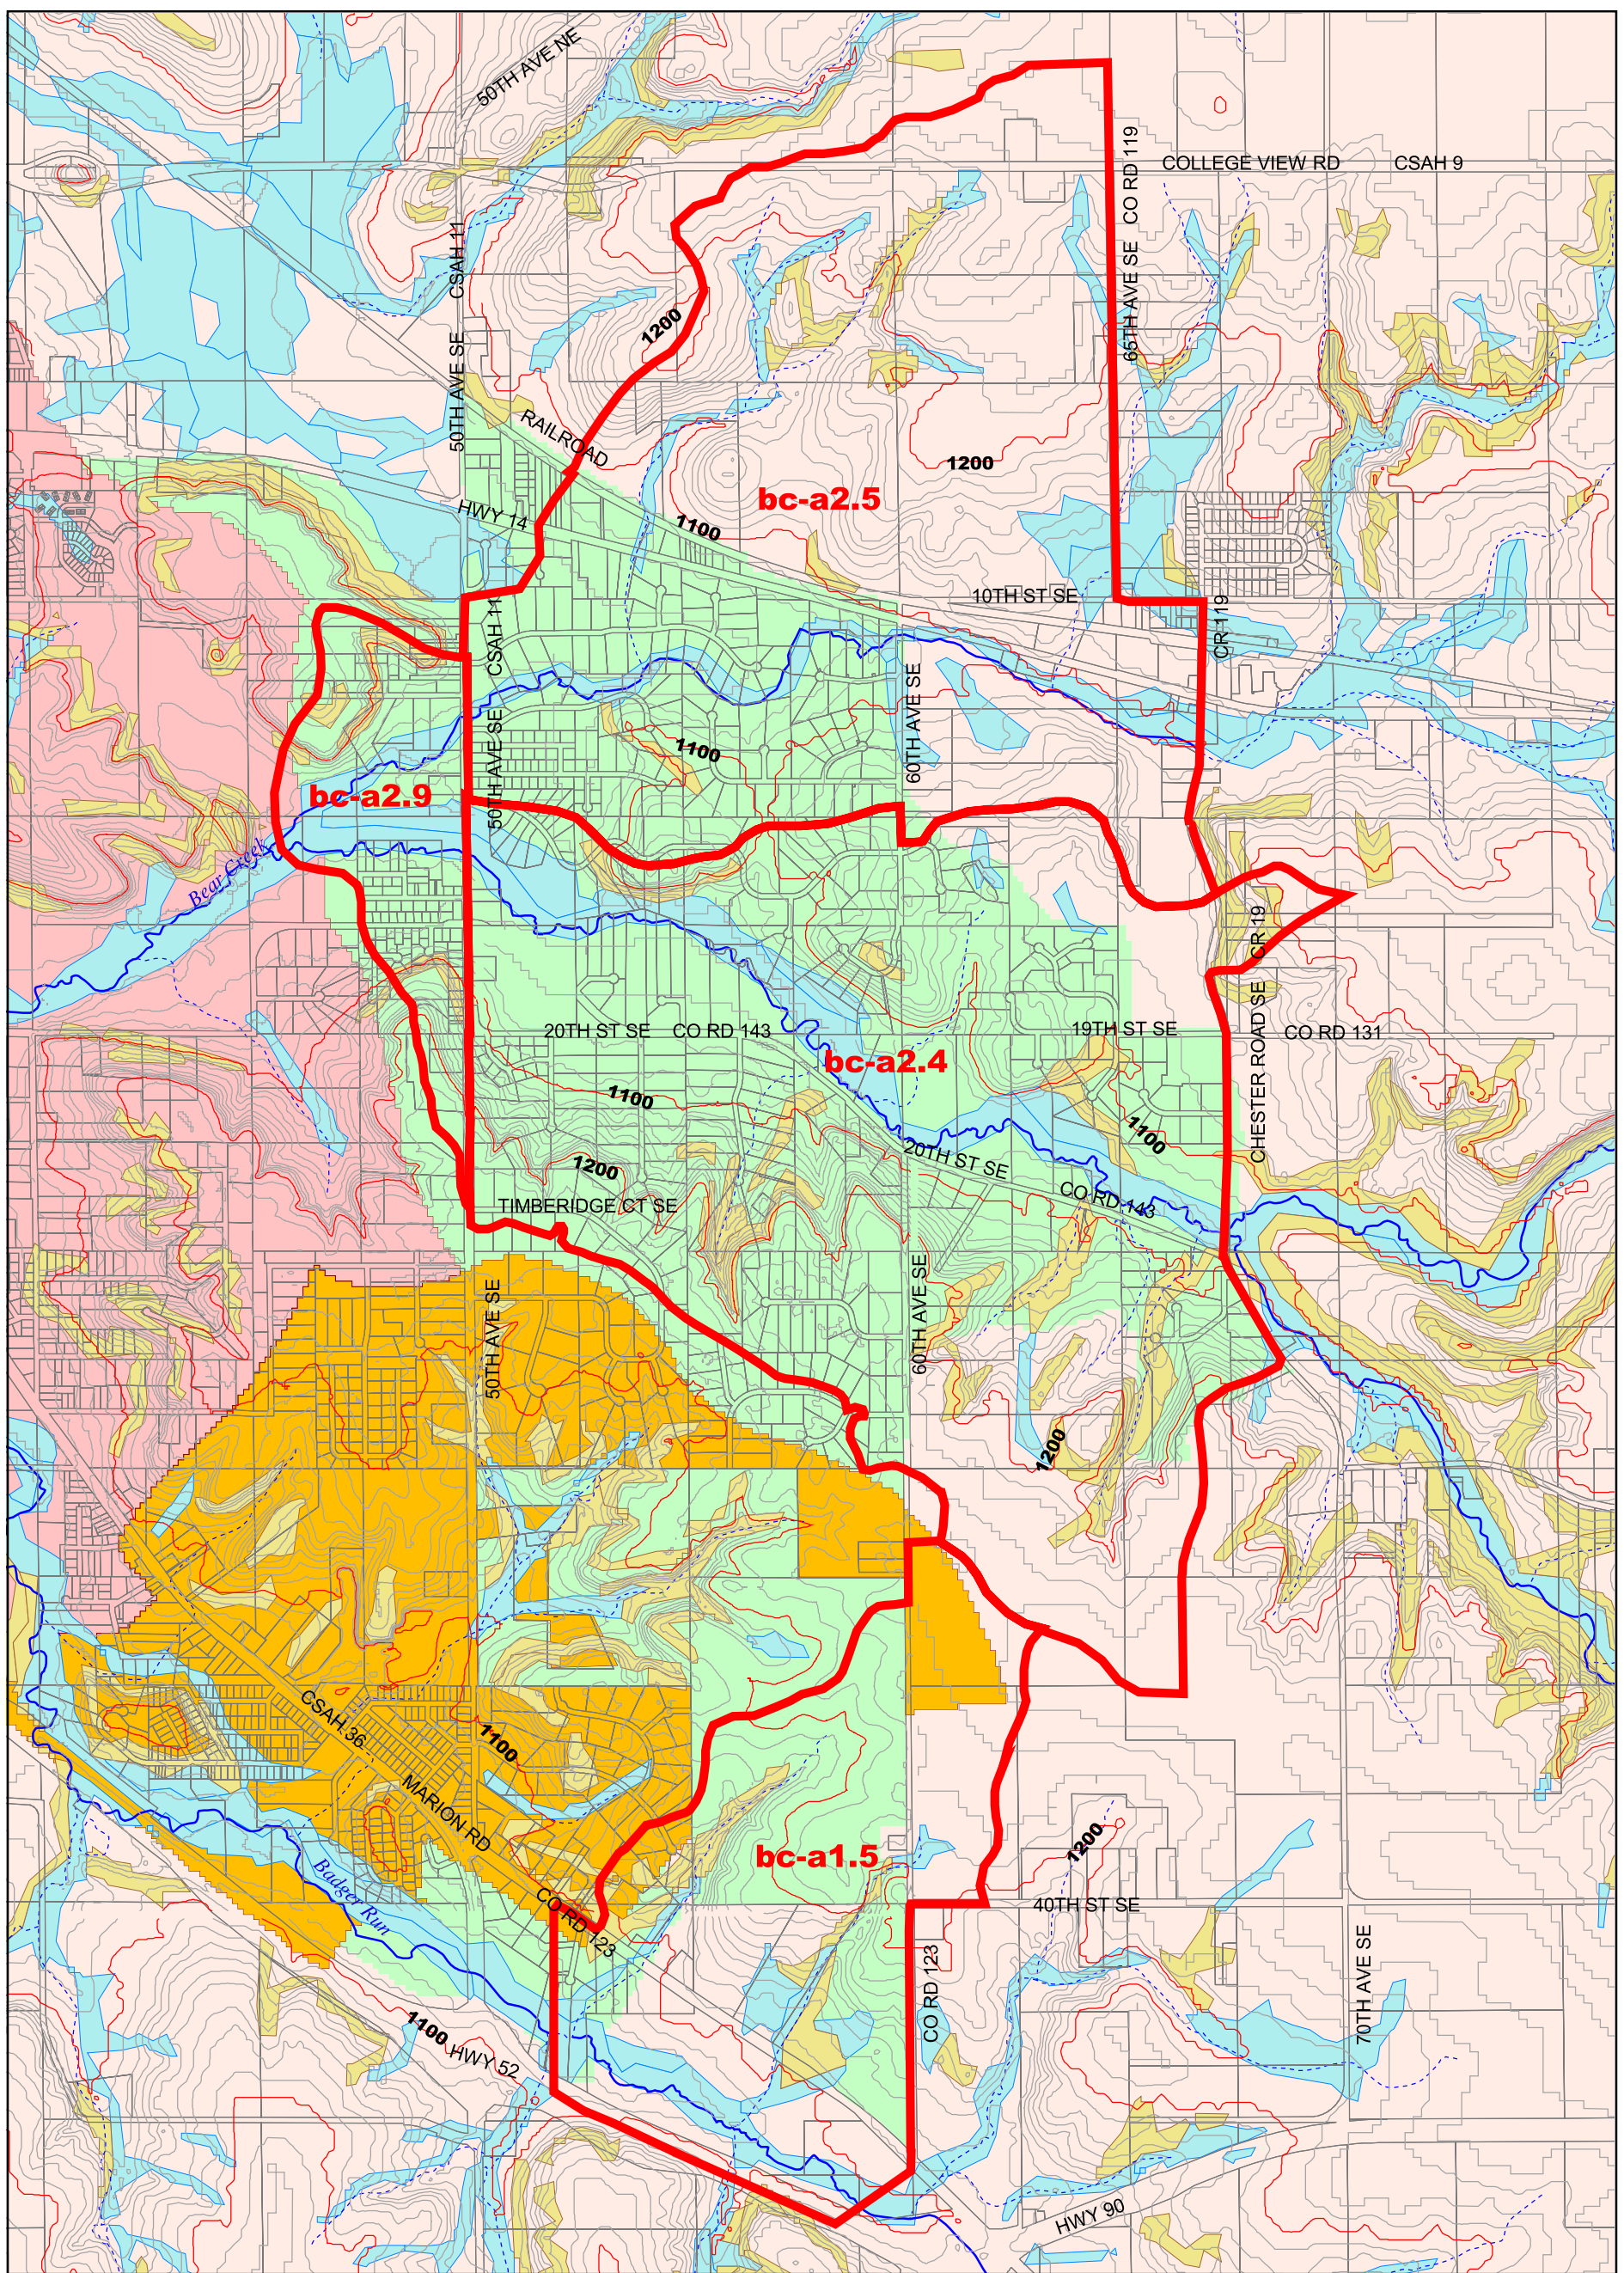 50TH AVE NE
COLLEGE VIEW RD
CSAH 9
65TH AVE SE
CO RD 119
CSAH 11
50TH AVE SE
1200
RAILROAD
1200
bc-a2.5
HWY 14
1100
10TH ST SE
CR 119
CSAH 11
50TH AVE SE
60TH AVE SE
1100
bc-a2.9
Bear Creek
CR 19
CHESTER ROAD SE
20TH ST SE
CO RD 143
19TH ST SE
CO RD 131
bc-a2.4
1100
1100
20TH ST SE
CO RD 143
1200
TIMBERIDGE CT SE
50TH AVE SE
60TH AVE SE
1200
CSAH 36
1100
MARION RD
bc-a1.5
1200
Badger Run
CO RD 123
40TH ST SE
CO RD 123
70TH AVE SE
1100
HWY 52
HWY 90